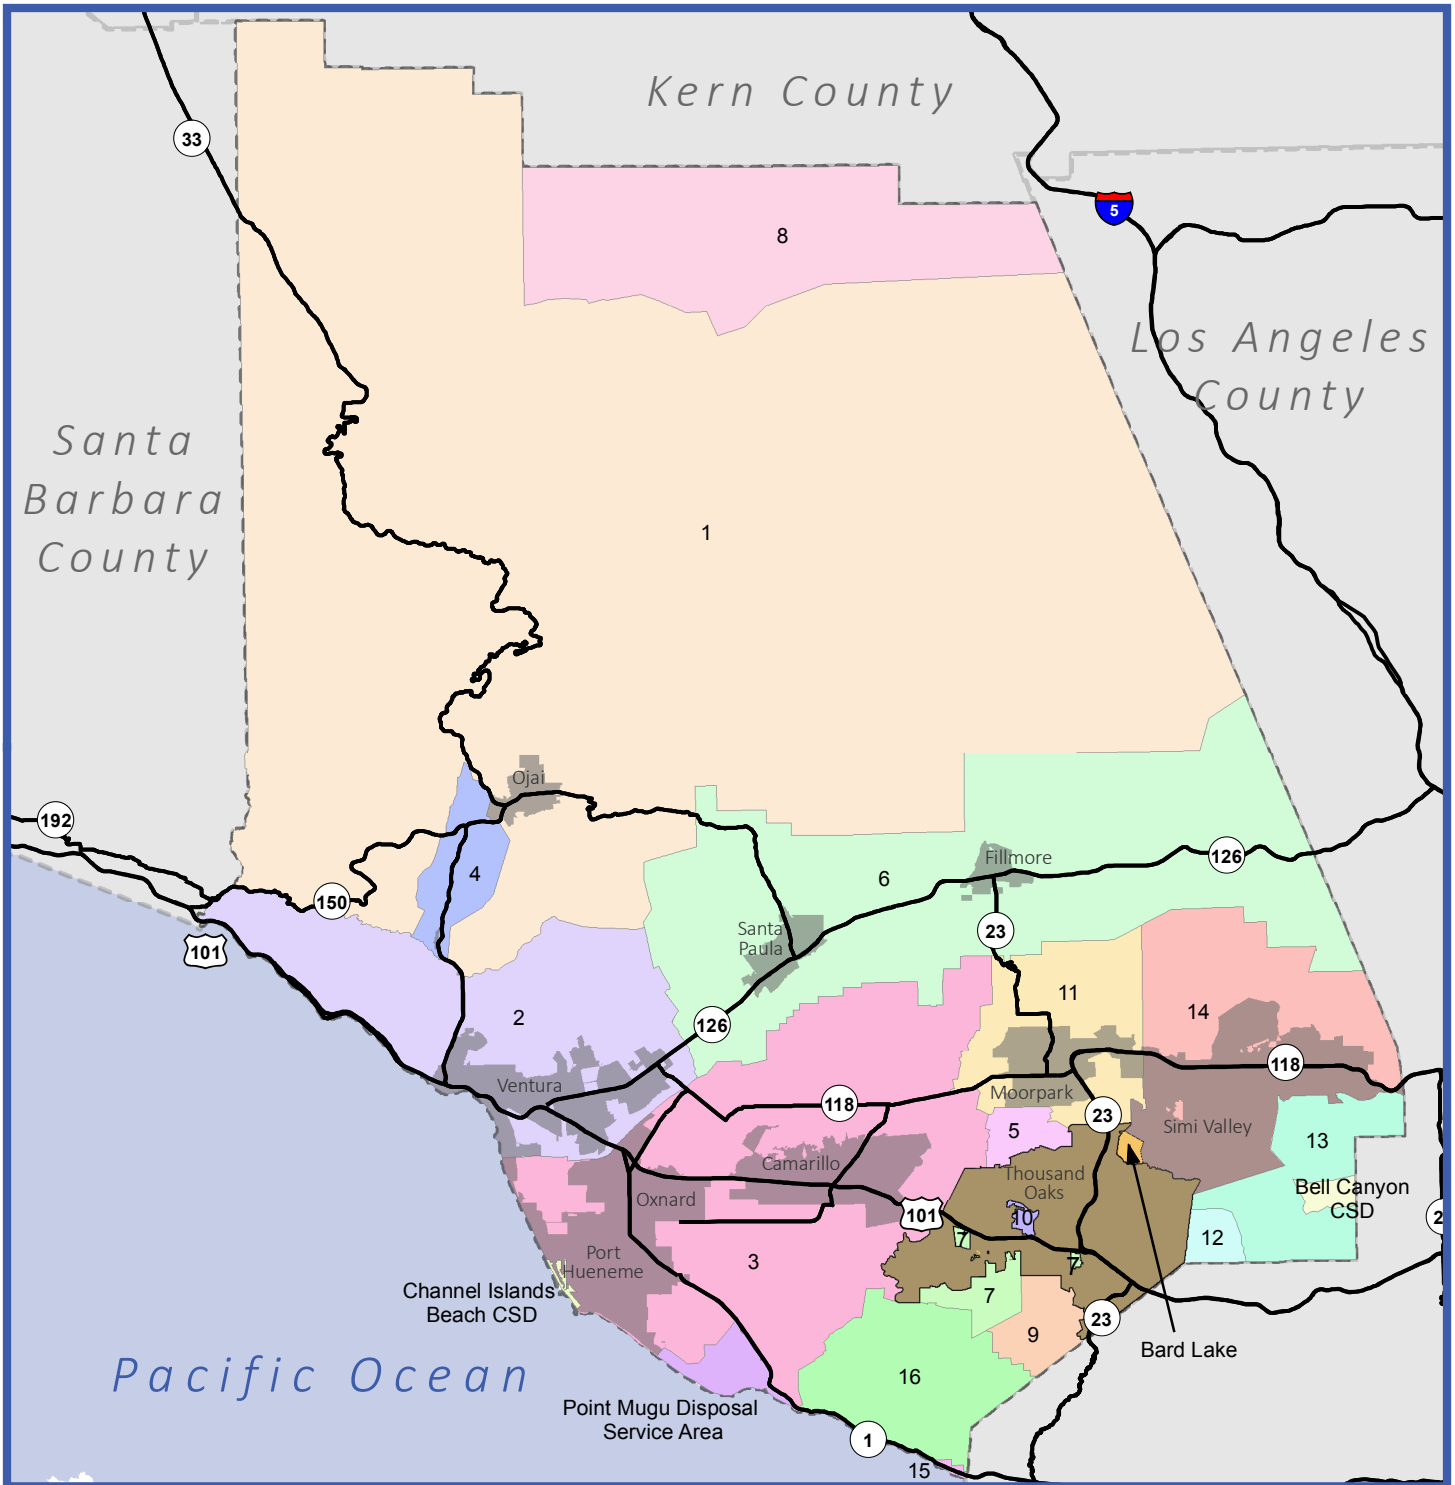 Kern County
33
5
8
Los Angeles
County
Santa
Barbara
County
1
Ojai
192
4
150
101
6
Fillmore
126
23
Santa
Paula
126
2
11
14
118
Ventura
118
Moorpark
23
Simi Valley
5
13
Camarillo
Thousand
Oaks
Oxnard
101
10
Bell Canyon
CSD
2
12
7
7
3
Port
Hueneme
Channel Islands
Beach CSD
7
9
23
Bard Lake
16
Pacific Ocean
Point Mugu Disposal
Service Area
1
15